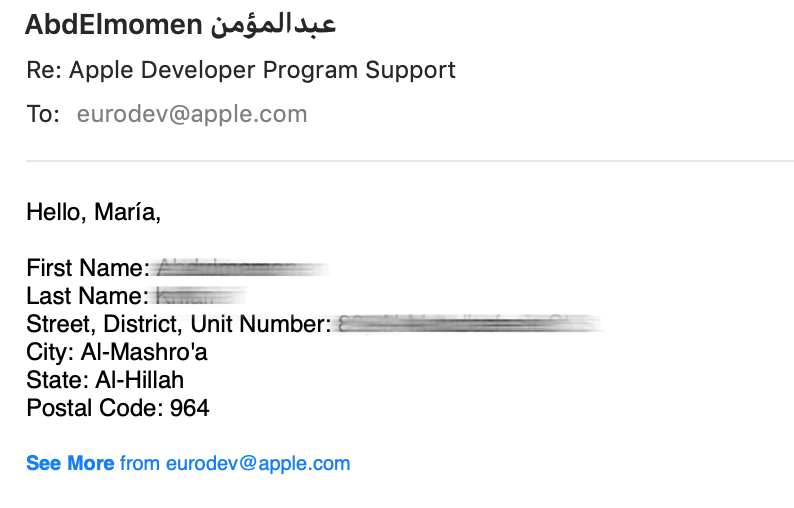 AbdElmomen عبدالمؤمن
Re: Apple Developer Program Support
To: eurodev@apple.com
Hello, María,
First Name:
Last Name:
Street, District, Unit Number:
City: Al-Mashro'a
State: Al-Hillah
Postal Code: 964
See More from eurodev@apple.com